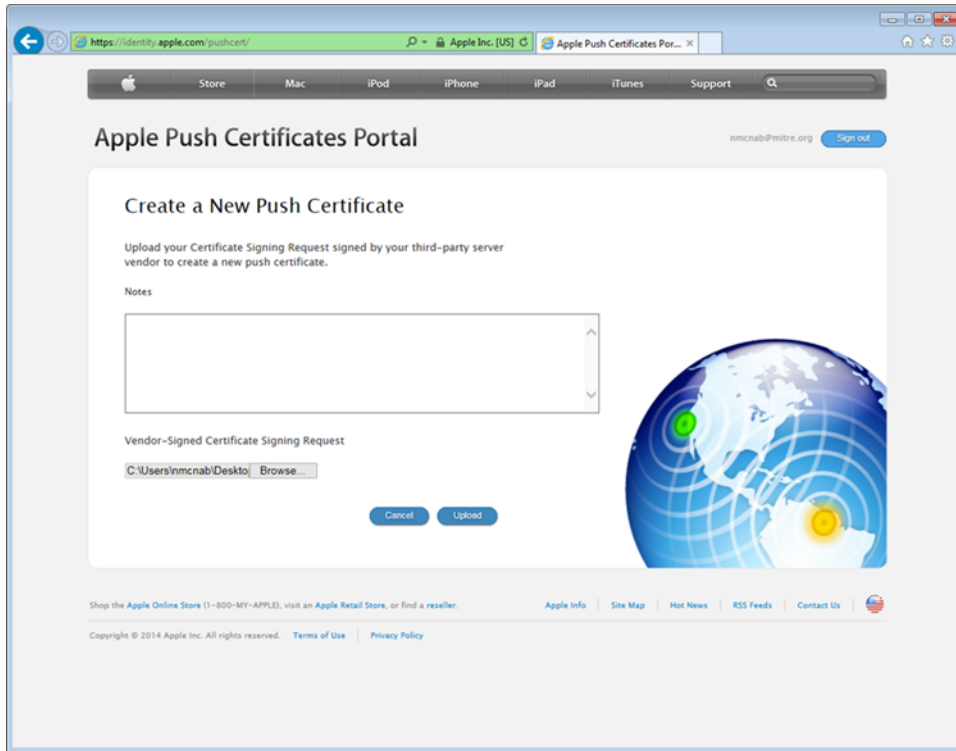 https://identity.apple.com/pushcert/
Apple Inc. [US]
Apple Push Certificates Por...
Store Mac iPod iPhone iPad iTunes Support
Apple Push Certificates Portal
nmcnab@mitre.org Sign out
Create a New Push Certificate
Upload your Certificate Signing Request signed by your third-party server
vendor to create a new push certificate.
Notes
Vendor-Signed Certificate Signing Request
C:\Users\nmcnab\Deskto Browse...
Cancel Upload
Shop the Apple Online Store (1-800-MY-APPLE), visit an Apple Retail Store, or find a reseller.
Apple Info Site Map Hot News RSS Feeds Contact Us
Copyright © 2014 Apple Inc. All rights reserved. Terms of Use Privacy Policy